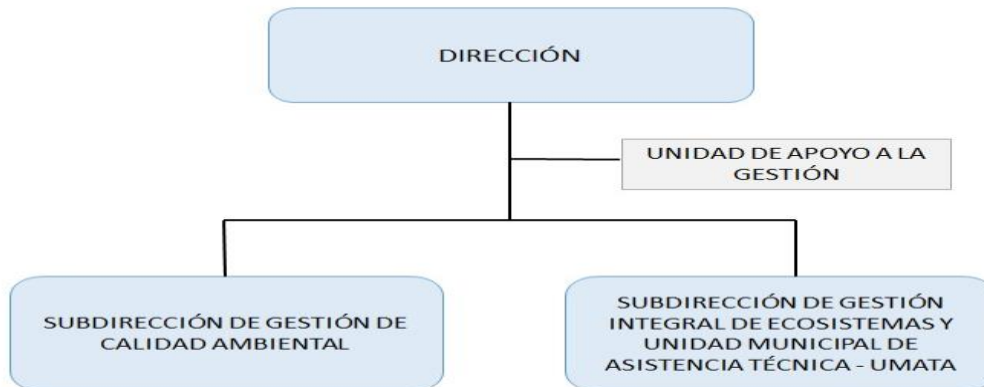 DIRECCIÓN
UNIDAD DE APOYO A LA
GESTIÓN
SUBDIRECCIÓN DE GESTIÓN DE
CALIDAD AMBIENTAL
SUBDIRECCIÓN DE GESTIÓN
INTEGRAL DE ECOSISTEMAS Y
UNIDAD MUNICIPAL DE
ASISTENCIA TÉCNICA - UMATA